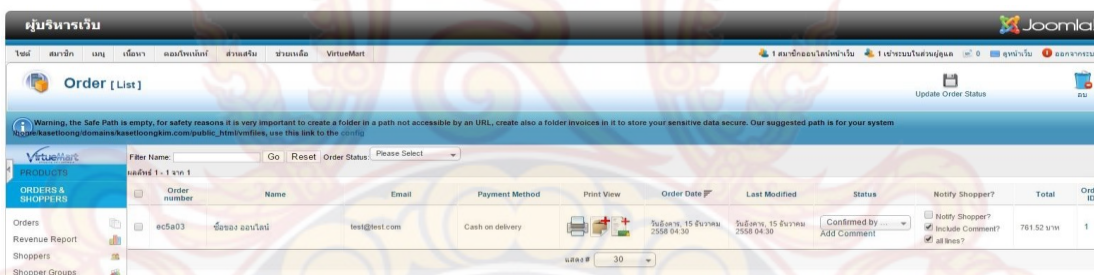 ผู้บริหารเว็บ
Joomla
ไซต์ สมาชิก เมนู เนื้อหา คอมโพเน้นท์ ส่วนเสริม ช่วยเหลือ VirtueMart 1 สมาชิกออนไลน์หน้าเว็บ 1 เข้าระบบในส่วนผู้ดูแล 0 ดูหน้าเว็บ ออกจากระบบ
Order [ List ]
Update Order Status
ลบ
Warning, the Safe Path is empty, for safety reasons it is very important to create a folder in a path not accessible by an URL, create also a folder invoices in it to store your sensitive data secure. Our suggested path is for your system
/home/kasetloong/domains/kasetloongkim.com/public_html/vmfiles, use this link to the config
VirtueMart
Filter Name: Go Reset Order Status: Please Select
PRODUCTS
ผลลัพธ์ 1 - 1 จาก 1
ORDERS & SHOPPERS
Order number Name Email Payment Method Print View Order Date Last Modified Status Notify Shopper? Total Ord ID
Orders
Revenue Report
Shoppers
Shopper Groups
ec5a03 ซื้อของ ออนไลน์ test@test.com Cash on delivery วันอังคาร, 15 ธันวาคม 2558 04:30 วันอังคาร, 15 ธันวาคม 2558 04:30 Confirmed by ... 761.52 บาท 1
Add Comment
Notify Shopper?
Include Comment?
all lines?
แสดง # 30